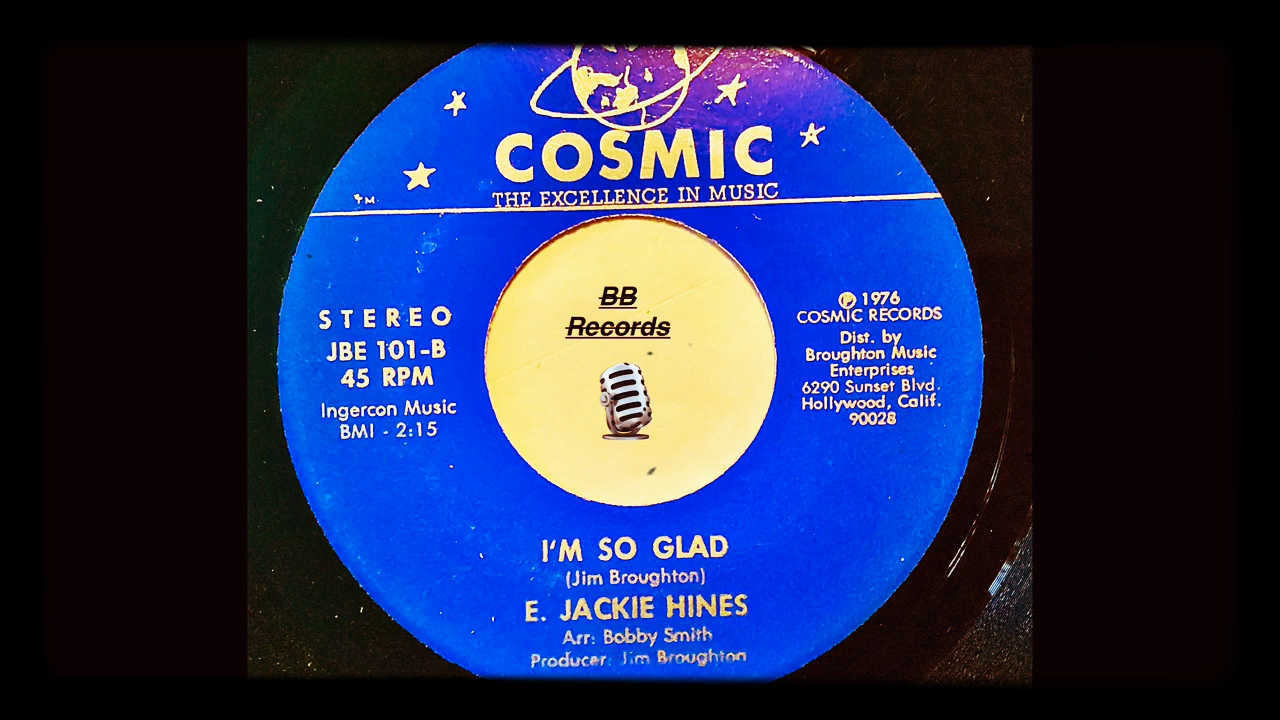 COSMIC
THE EXCELLENCE IN MUSIC
TM
STEREO
JBE 101-B
45 RPM
Ingercon Music
BMI - 2:15
BB
Records
℗ 1976
COSMIC RECORDS
Dist. by
Broughton Music
Enterprises
6290 Sunset Blvd.
Hollywood, Calif.
90028
I'M SO GLAD
(Jim Broughton)
E. JACKIE HINES
Arr: Bobby Smith
Producer: Jim Broughton